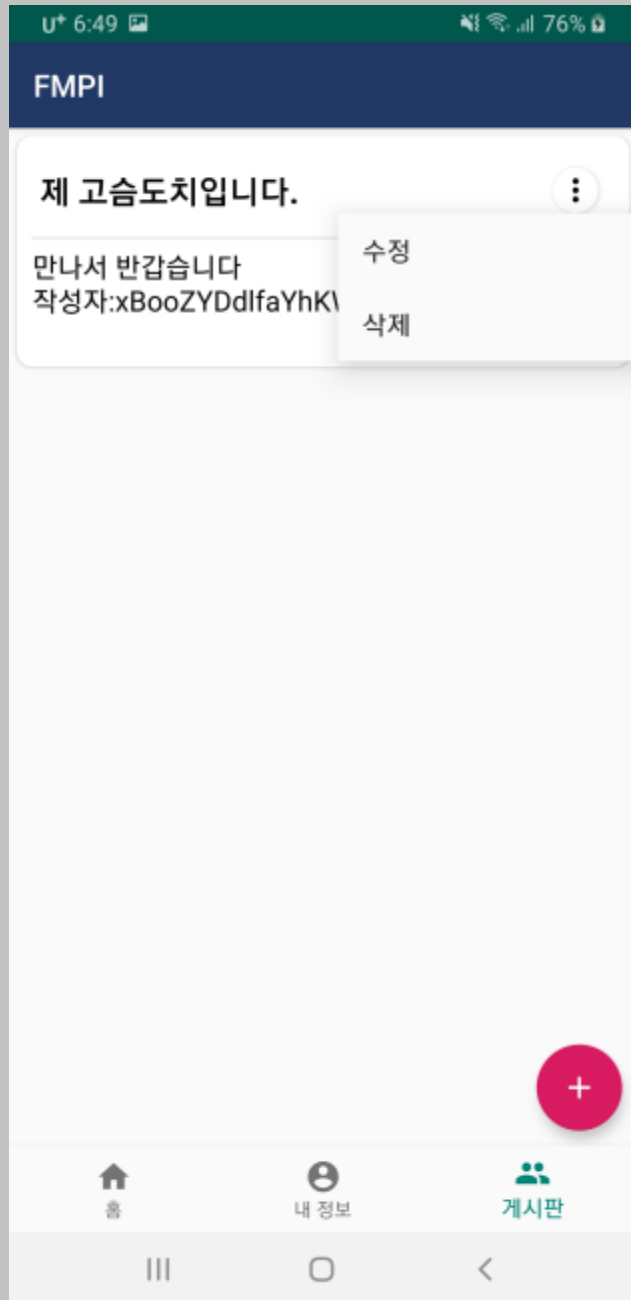 U+ 6:49 76%
FMPI
제 고슴도치입니다.
수정
만나서 반갑습니다
작성자:xBooZYDdlfaYhK
삭제
+
홈 내 정보 게시판